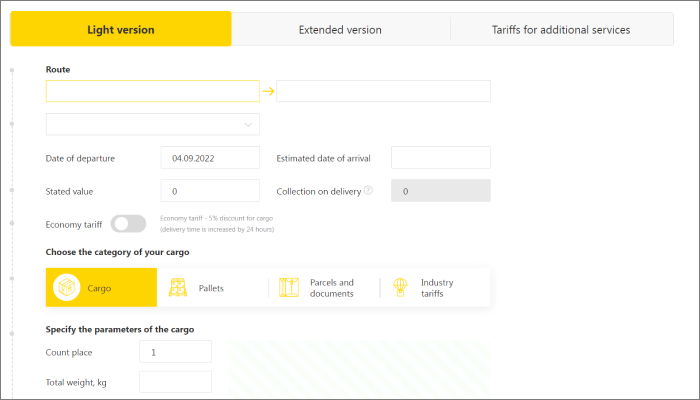 Light version
Extended version
Tariffs for additional services
Route
Date of departure
04.09.2022
Estimated date of arrival
Stated value
0
Collection on delivery
?
0
Economy tariff
Economy tariff - 5% discount for cargo
(delivery time is increased by 24 hours)
Choose the category of your cargo
Cargo
Pallets
Parcels and
documents
Industry
tariffs
Specify the parameters of the cargo
Count place
1
Total weight, kg